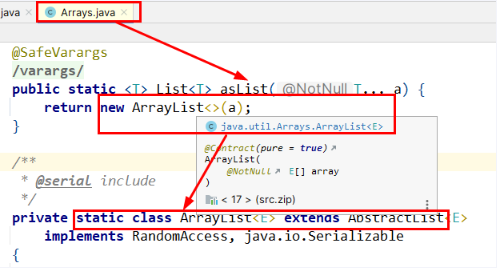 java ×
Arrays.java ×
@SafeVarargs
/varargs/
public static <T> List<T> asList( @NotNull T... a) {
return new ArrayList<>(a);
}
java.util.Arrays.ArrayList<E>
@Contract(pure = true)↗
ArrayList(
@NotNull↗ E[] array
)
< 17 > (src.zip)
/**
* @serial include
*/
private static class ArrayList<E> extends AbstractList<E>
implements RandomAccess, java.io.Serializable
{